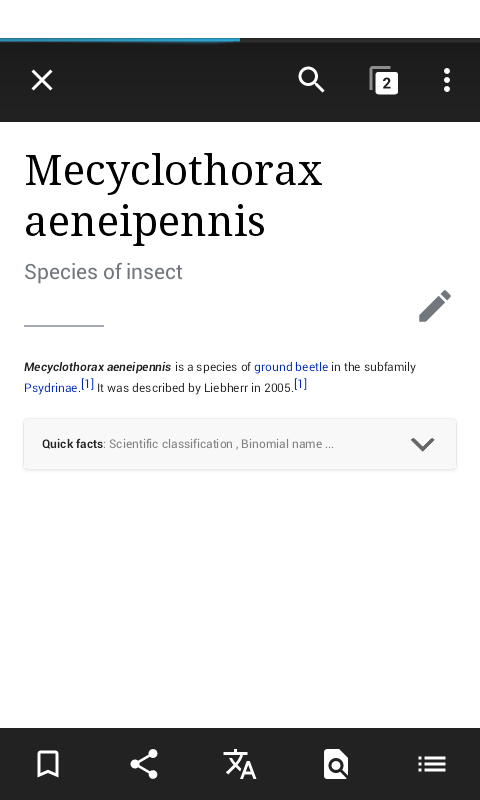 2
Mecyclothorax
aeneipennis
Species of insect
Mecyclothorax aeneipennis is a species of ground beetle in the subfamily
Psydrinae.[1] It was described by Liebherr in 2005.[1]
Quick facts: Scientific classification , Binomial name ...